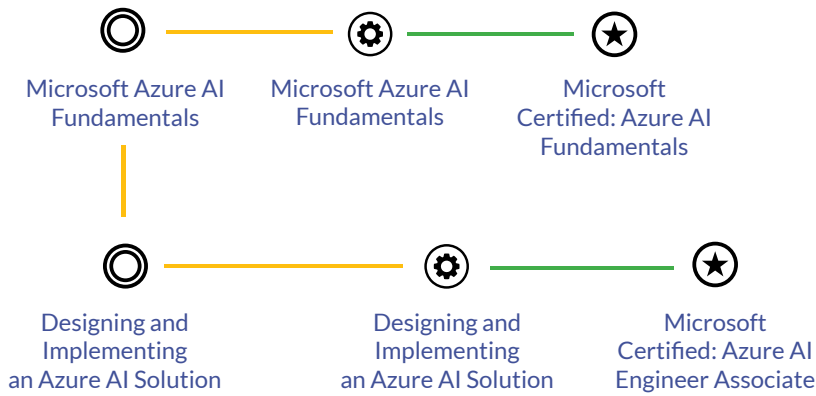 Microsoft Azure AI
Fundamentals
Microsoft Azure AI
Fundamentals
Microsoft
Certified: Azure AI
Fundamentals
Designing and
Implementing
an Azure AI Solution
Designing and
Implementing
an Azure AI Solution
Microsoft
Certified: Azure AI
Engineer Associate